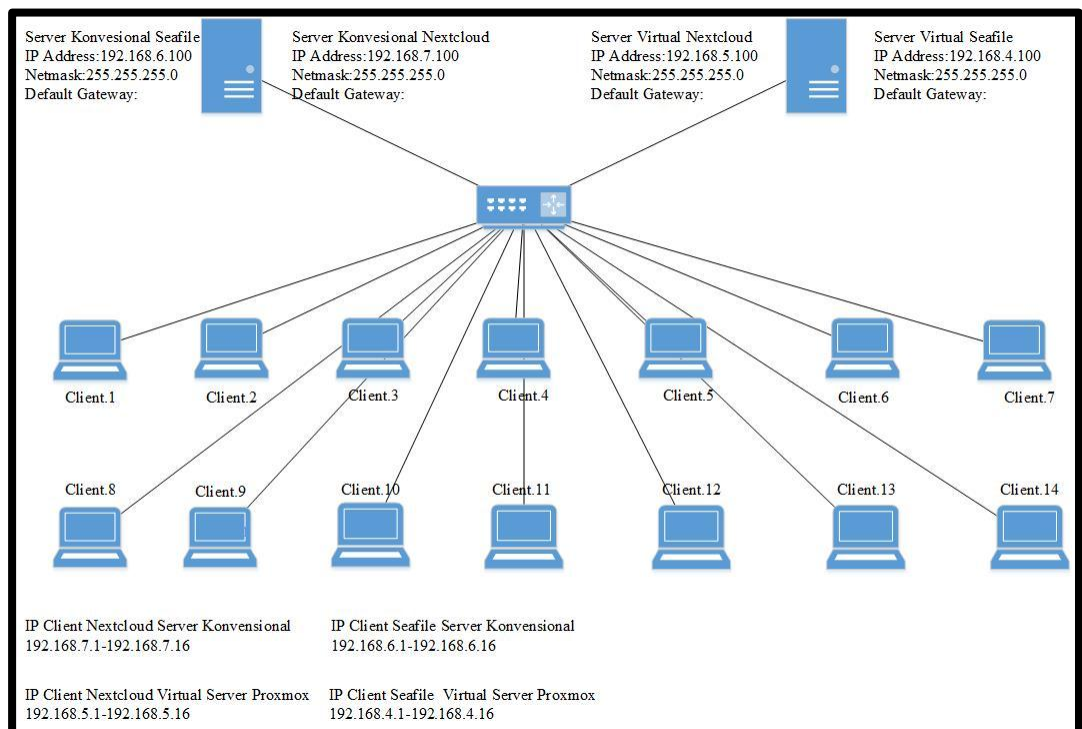 Server Konvesional Seafile
IP Address:192.168.6.100
Netmask:255.255.255.0
Default Gateway:
Server Konvesional Nextcloud
IP Address:192.168.7.100
Netmask:255.255.255.0
Default Gateway:
Server Virtual Nextcloud
IP Address:192.168.5.100
Netmask:255.255.255.0
Default Gateway:
Server Virtual Seafile
IP Address:192.168.4.100
Netmask:255.255.255.0
Default Gateway:
Client.1
Client.2
Client.3
Client.4
Client.5
Client.6
Client.7
Client.8
Client.9
Client.10
Client.11
Client.12
Client.13
Client.14
IP Client Nextcloud Server Konvensional
192.168.7.1-192.168.7.16
IP Client Seafile Server Konvensional
192.168.6.1-192.168.6.16
IP Client Nextcloud Virtual Server Proxmox
192.168.5.1-192.168.5.16
IP Client Seafile  Virtual Server Proxmox
192.168.4.1-192.168.4.16